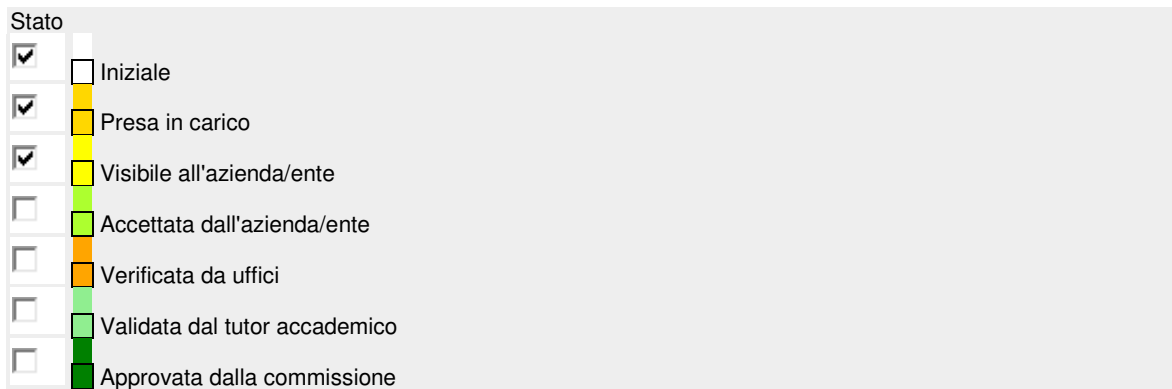 Stato
Iniziale
Presa in carico
Visibile all'azienda/ente
Accettata dall'azienda/ente
Verificata da uffici
Validata dal tutor accademico
Approvata dalla commissione